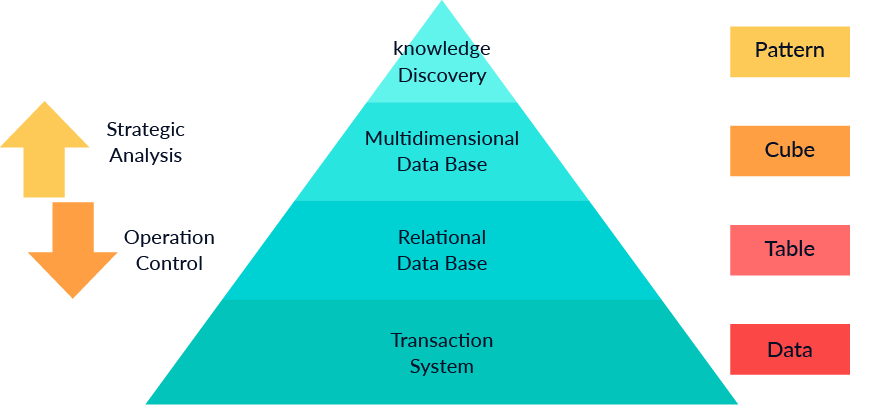 knowledge
Discovery
Pattern
Strategic
Analysis
Multidimensional
Data Base
Cube
Operation
Control
Relational
Data Base
Table
Transaction
System
Data